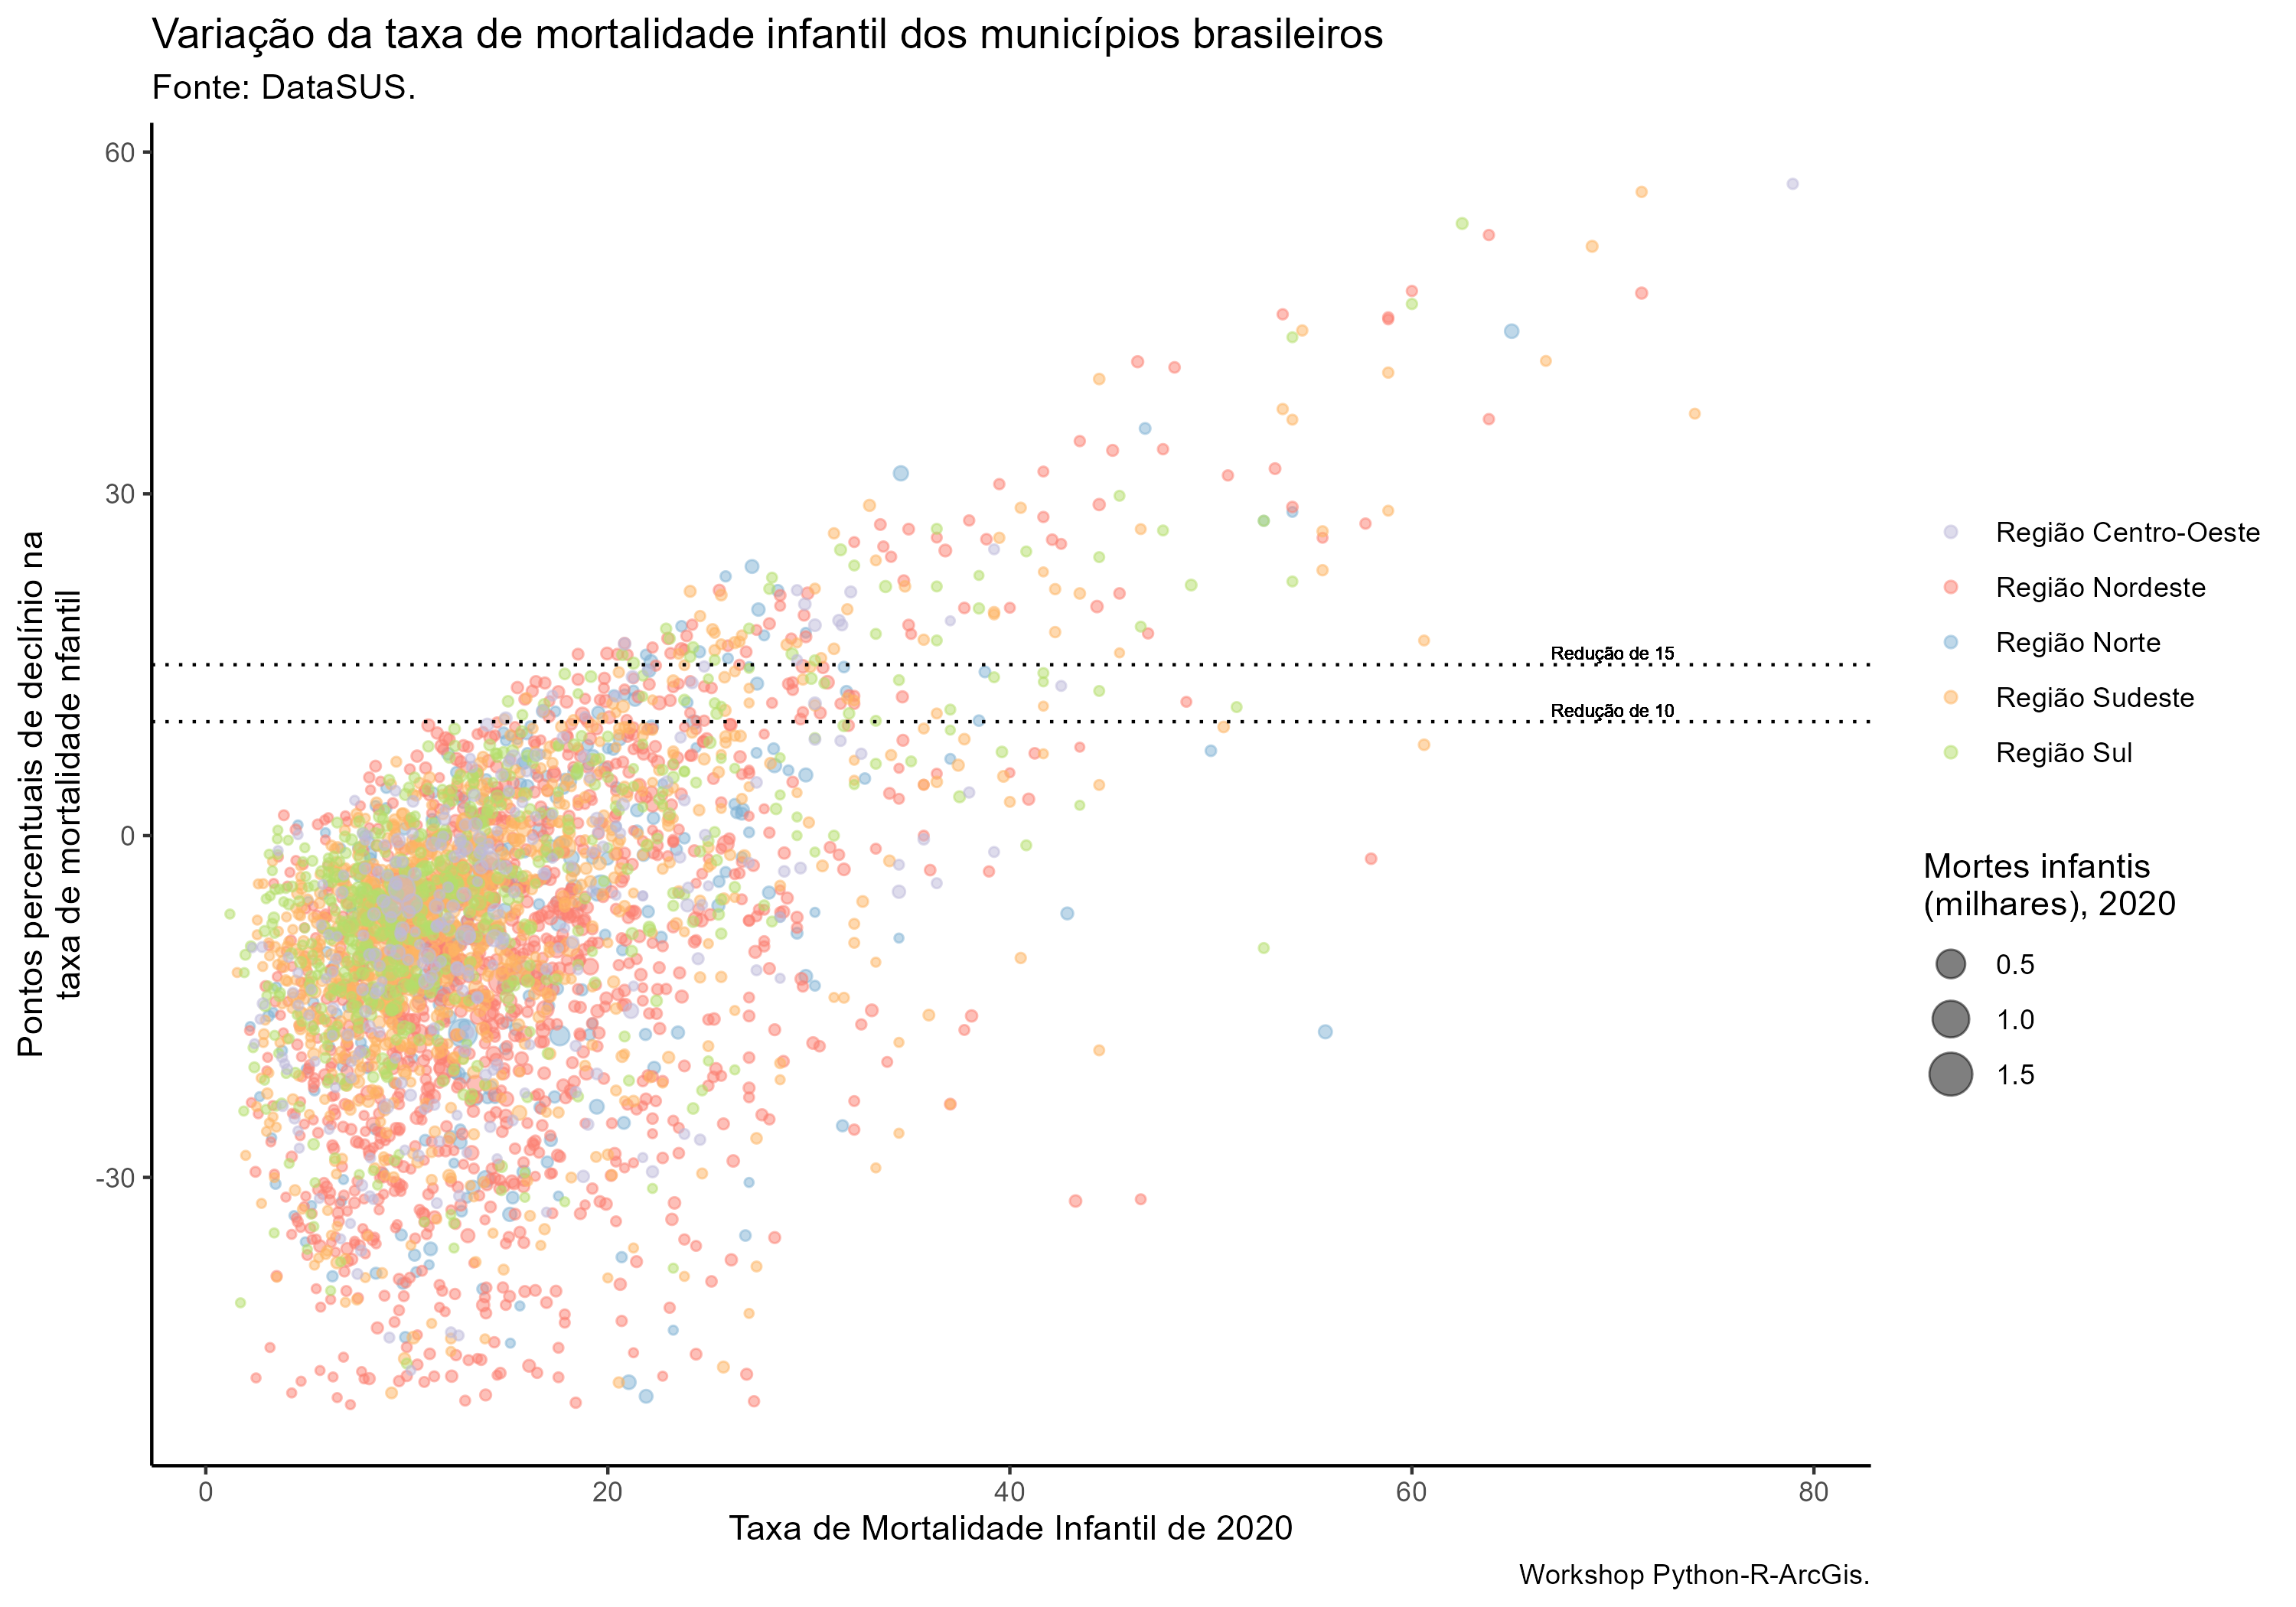 Variação da taxa de mortalidade infantil dos municípios brasileiros
Fonte: DataSUS.
Pontos percentuais de declínio na
taxa de mortalidade nfantil
60
30
0
-30
Redução de 15
Redução de 10
0
20
40
60
80
Taxa de Mortalidade Infantil de 2020
Região Centro-Oeste
Região Nordeste
Região Norte
Região Sudeste
Região Sul
Mortes infantis
(milhares), 2020
0.5
1.0
1.5
Workshop Python-R-ArcGis.